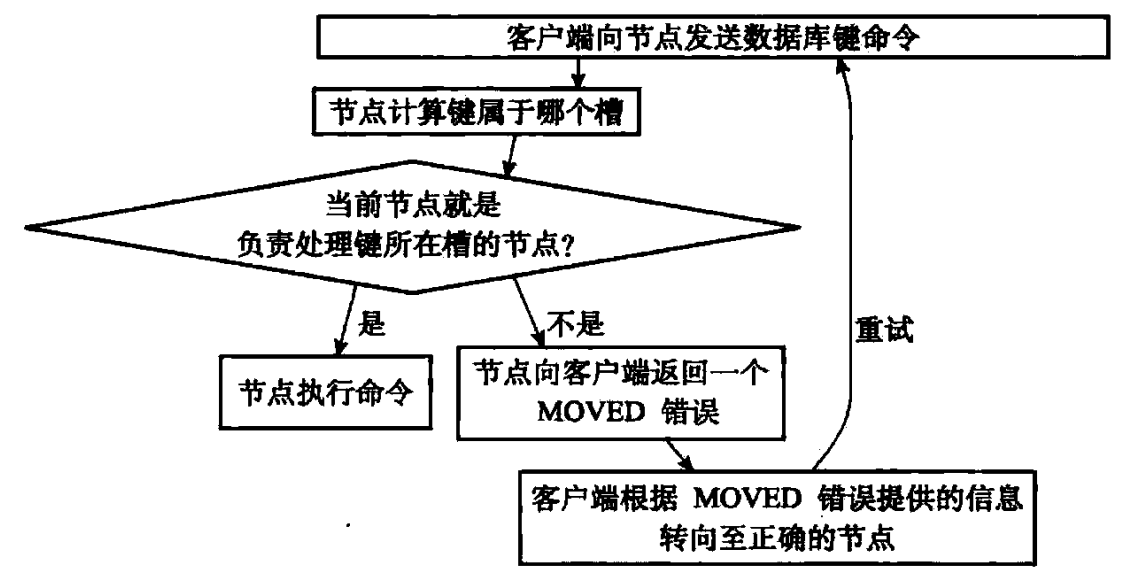 客户端向节点发送数据库键命令
节点计算键属于哪个槽
当前节点就是
负责处理键所在槽的节点?
是
不是
重试
节点执行命令
节点向客户端返回一个
MOVED 错误
客户端根据 MOVED 错误提供的信息
转向至正确的节点